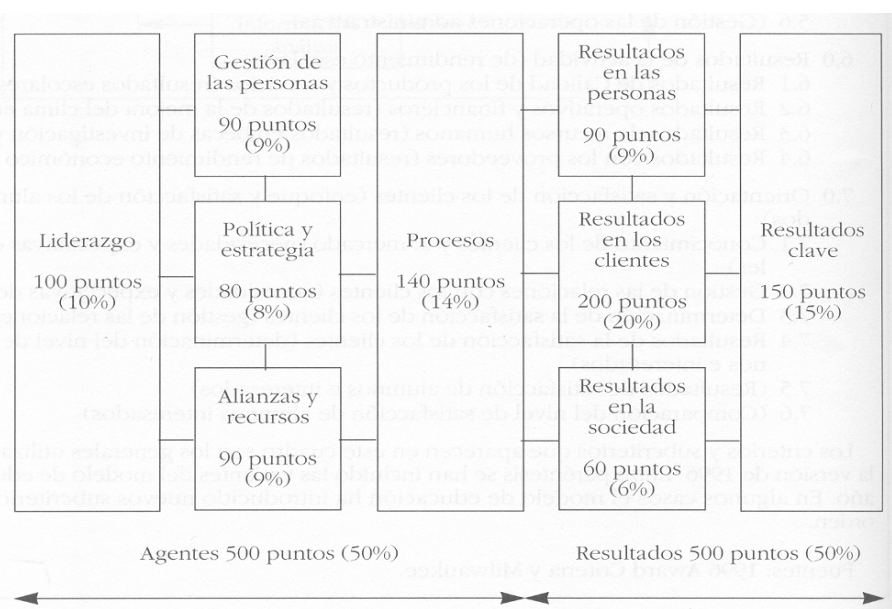 Gestión de
las personas
90 puntos
(9%)
Resultados
en las
personas
90 puntos
(9%)
Liderazgo
100 puntos
(10%)
Política y
estrategia
80 puntos
(8%)
Procesos
140 puntos
(14%)
Resultados
en los
clientes
200 puntos
(20%)
Resultados
clave
150 puntos
(15%)
Alianzas y
recursos
90 puntos
(9%)
Resultados
en la
sociedad
60 puntos
(6%)
Agentes 500 puntos (50%)
Resultados 500 puntos (50%)